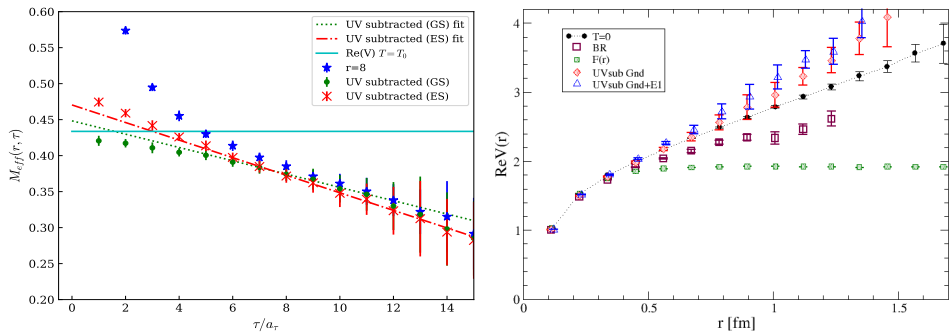 0.60
0.55
0.50
0.45
0.40
0.35
0.30
0.25
0.20
0
2
4
6
8
10
12
14
M_eff(r, τ)
τ/a_τ
UV subtracted (GS) fit
UV subtracted (ES) fit
Re(V) T = T₀
r=8
UV subtracted (GS)
UV subtracted (ES)
4
3
2
1
0
0
0.5
1
1.5
ReV(r)
r [fm]
T=0
BR
F(r)
UVsub Gnd
UVsub Gnd+E1